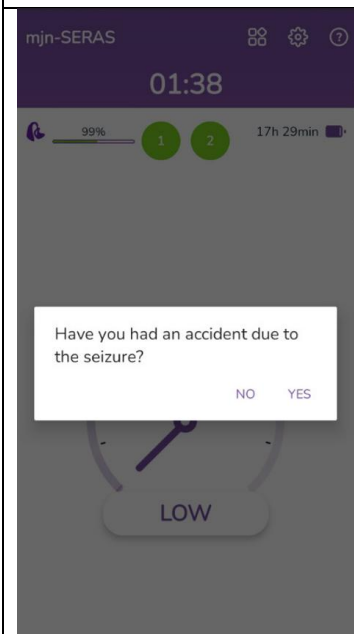 mjn-SERAS
01:38
99% 1 2 17h 29min
Have you had an accident due to
the seizure?
NO YES
LOW